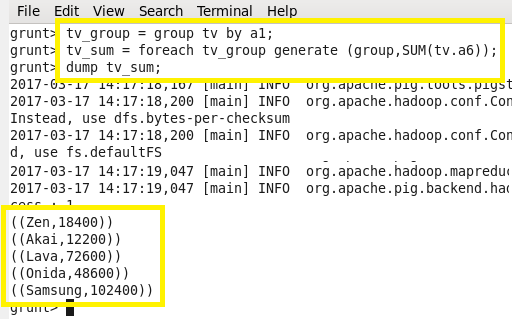 File Edit View Search Terminal Help
grunt> tv_group = group tv by a1;
grunt> tv_sum = foreach tv_group generate (group,SUM(tv.a6));
grunt> dump tv_sum;
2017-03-17 14:17:18,167 [main] INFO org.apache.pig.tools.pigst
2017-03-17 14:17:18,200 [main] INFO org.apache.hadoop.conf.Con
Instead, use dfs.bytes-per-checksum
2017-03-17 14:17:18,200 [main] INFO org.apache.hadoop.conf.Con
d, use fs.defaultFS
2017-03-17 14:17:19,047 [main] INFO org.apache.hadoop.mapreduc
2017-03-17 14:17:19,047 [main] INFO org.apache.pig.backend.had
cess : 1
((Zen,18400))
((Akai,12200))
((Lava,72600))
((Onida,48600))
((Samsung,102400))
grunt>